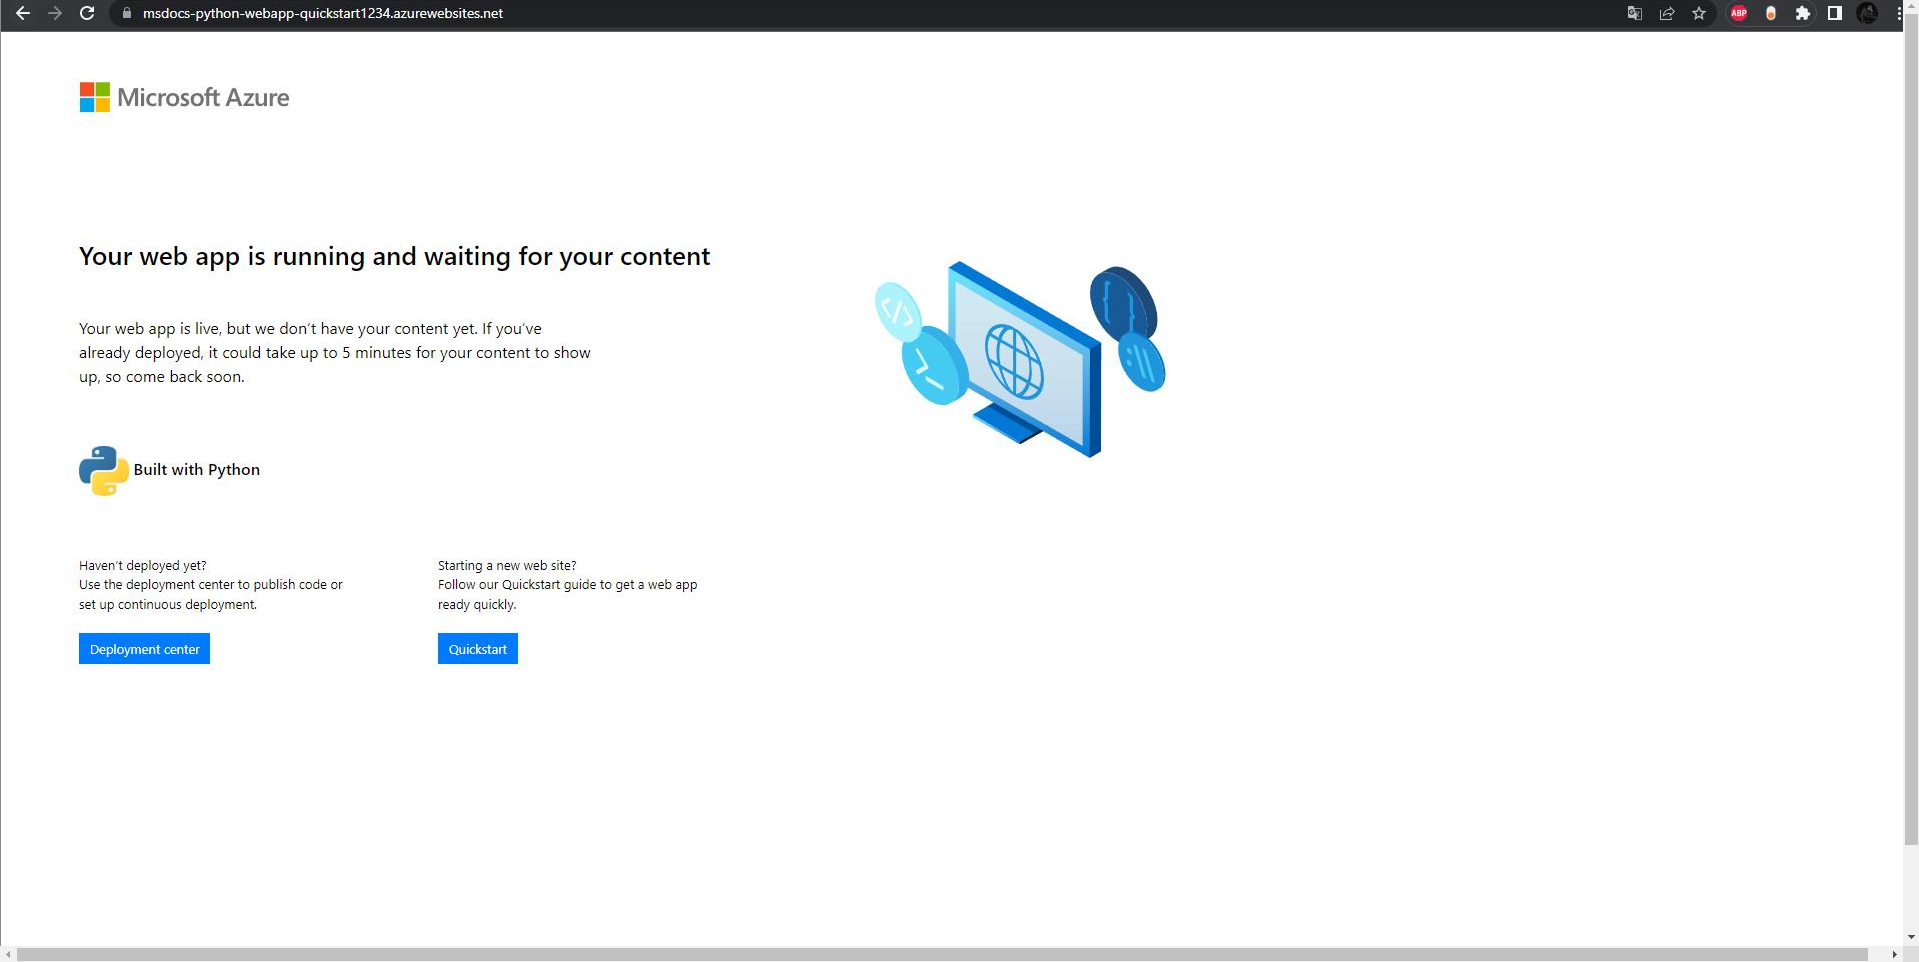 msdocs-python-webapp-quickstart1234.azurewebsites.net
ABP
Microsoft Azure
Your web app is running and waiting for your content
Your web app is live, but we don’t have your content yet. If you’ve
already deployed, it could take up to 5 minutes for your content to show
up, so come back soon.
</>
{ }
:\\
>_
Built with Python
Haven’t deployed yet?
Use the deployment center to publish code or
set up continuous deployment.
Deployment center
Starting a new web site?
Follow our Quickstart guide to get a web app
ready quickly.
Quickstart